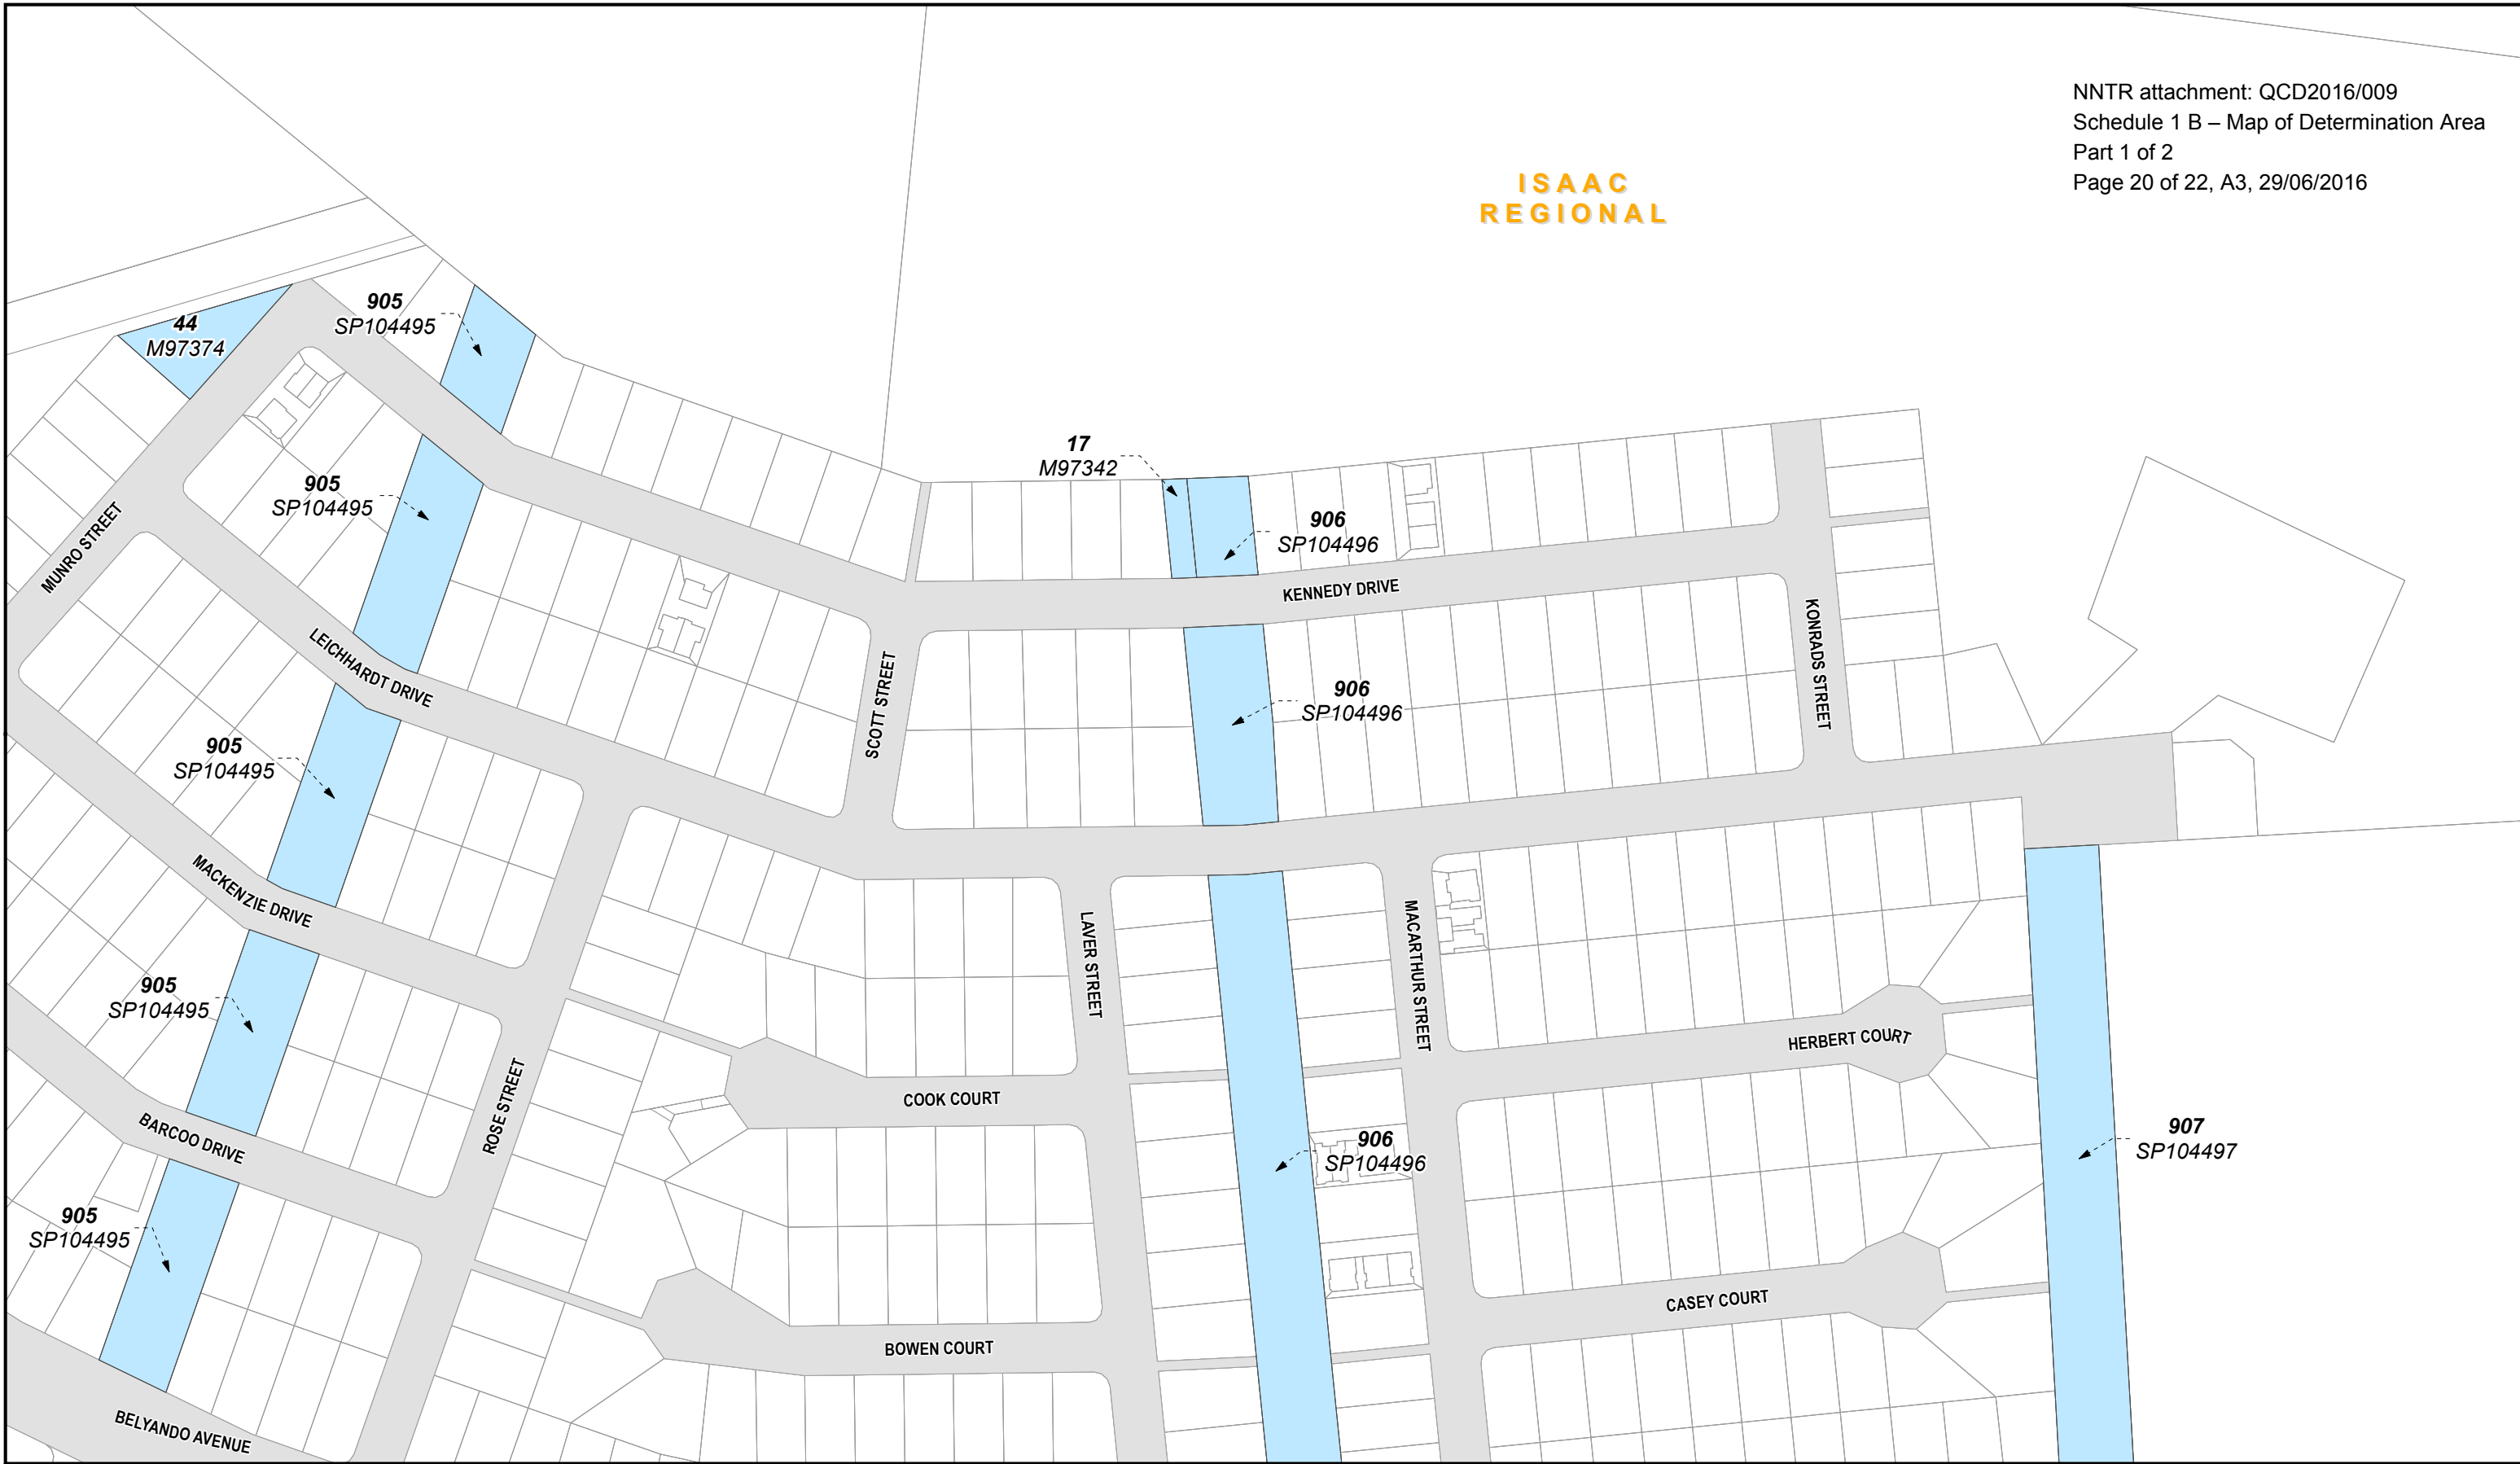 NNTR attachment: QCD2016/009
Schedule 1 B – Map of Determination Area
Part 1 of 2
Page 20 of 22, A3, 29/06/2016
ISAAC
REGIONAL
905
SP104495
44
M97374
17
M97342
905
SP104495
906
SP104496
MUNRO STREET
KENNEDY DRIVE
KONRADS STREET
LEICHHARDT DRIVE
SCOTT STREET
906
SP104496
905
SP104495
MACKENZIE DRIVE
LAVER STREET
MACARTHUR STREET
905
SP104495
HERBERT COURT
ROSE STREET
COOK COURT
BARCOO DRIVE
906
SP104496
907
SP104497
905
SP104495
CASEY COURT
BOWEN COURT
BELYANDO AVENUE